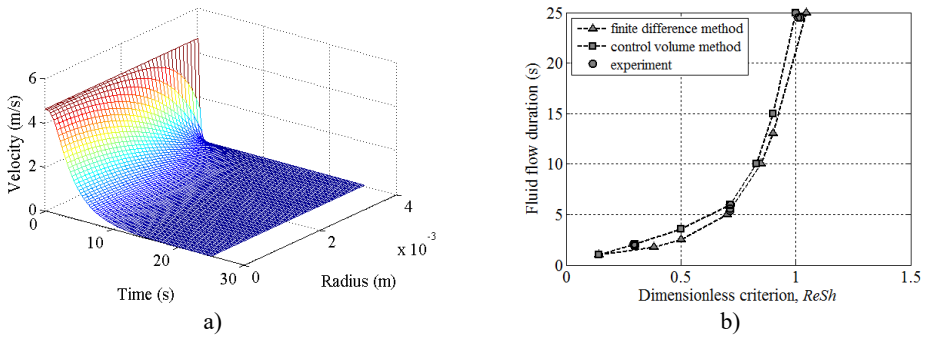 6
4
2
0
Velocity (m/s)
0
10
20
30
Time (s)
0
2
4
x 10⁻³
Radius (m)
a)
25
20
15
10
5
0
Fluid flow duration (s)
finite difference method
control volume method
experiment
0
0.5
1
1.5
Dimensionless criterion, ReSh
b)